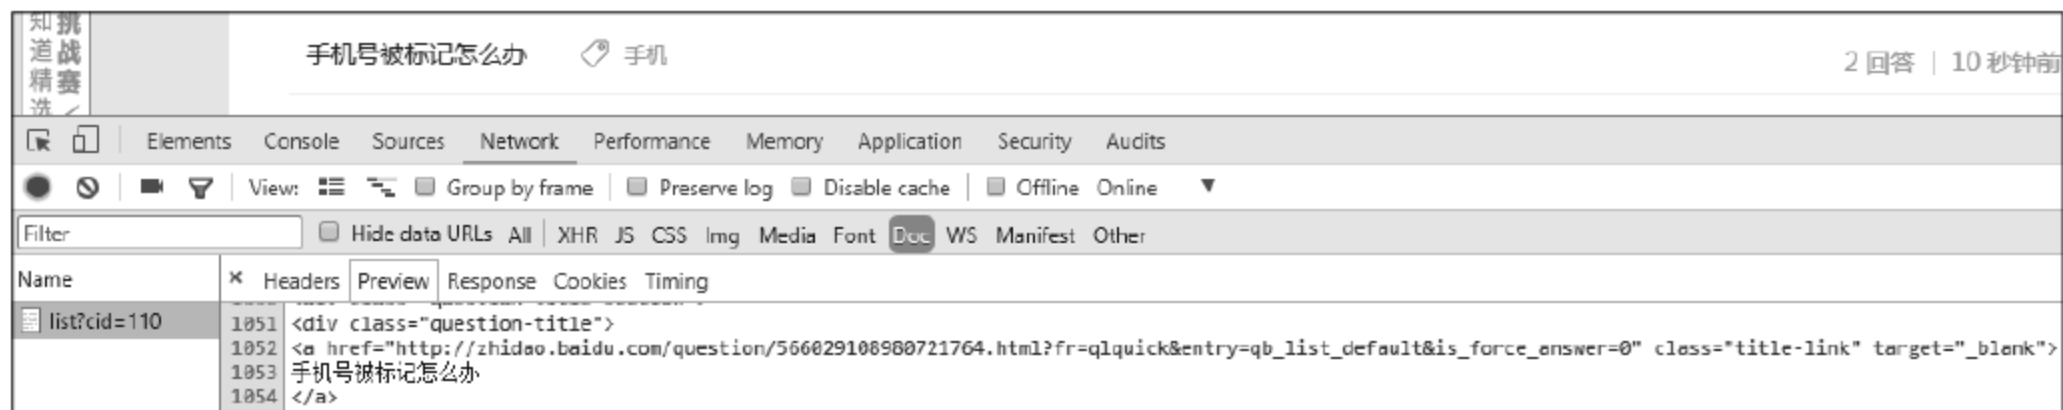 知道精选
挑战赛
手机号被标记怎么办 手机 2 回答 | 10 秒钟前
Elements Console Sources Network Performance Memory Application Security Audits
View: Group by frame Preserve log Disable cache Offline Online ▼
Filter Hide data URLs All XHR JS CSS Img Media Font Doc WS Manifest Other
Name × Headers Preview Response Cookies Timing
list?cid=110
1051 <div class="question-title">
1052 <a href="http://zhidao.baidu.com/question/566029108980721764.html?fr=qlquick&entry=qb_list_default&is_force_answer=0" class="title-link" target="_blank">
1053 手机号被标记怎么办
1054 </a>